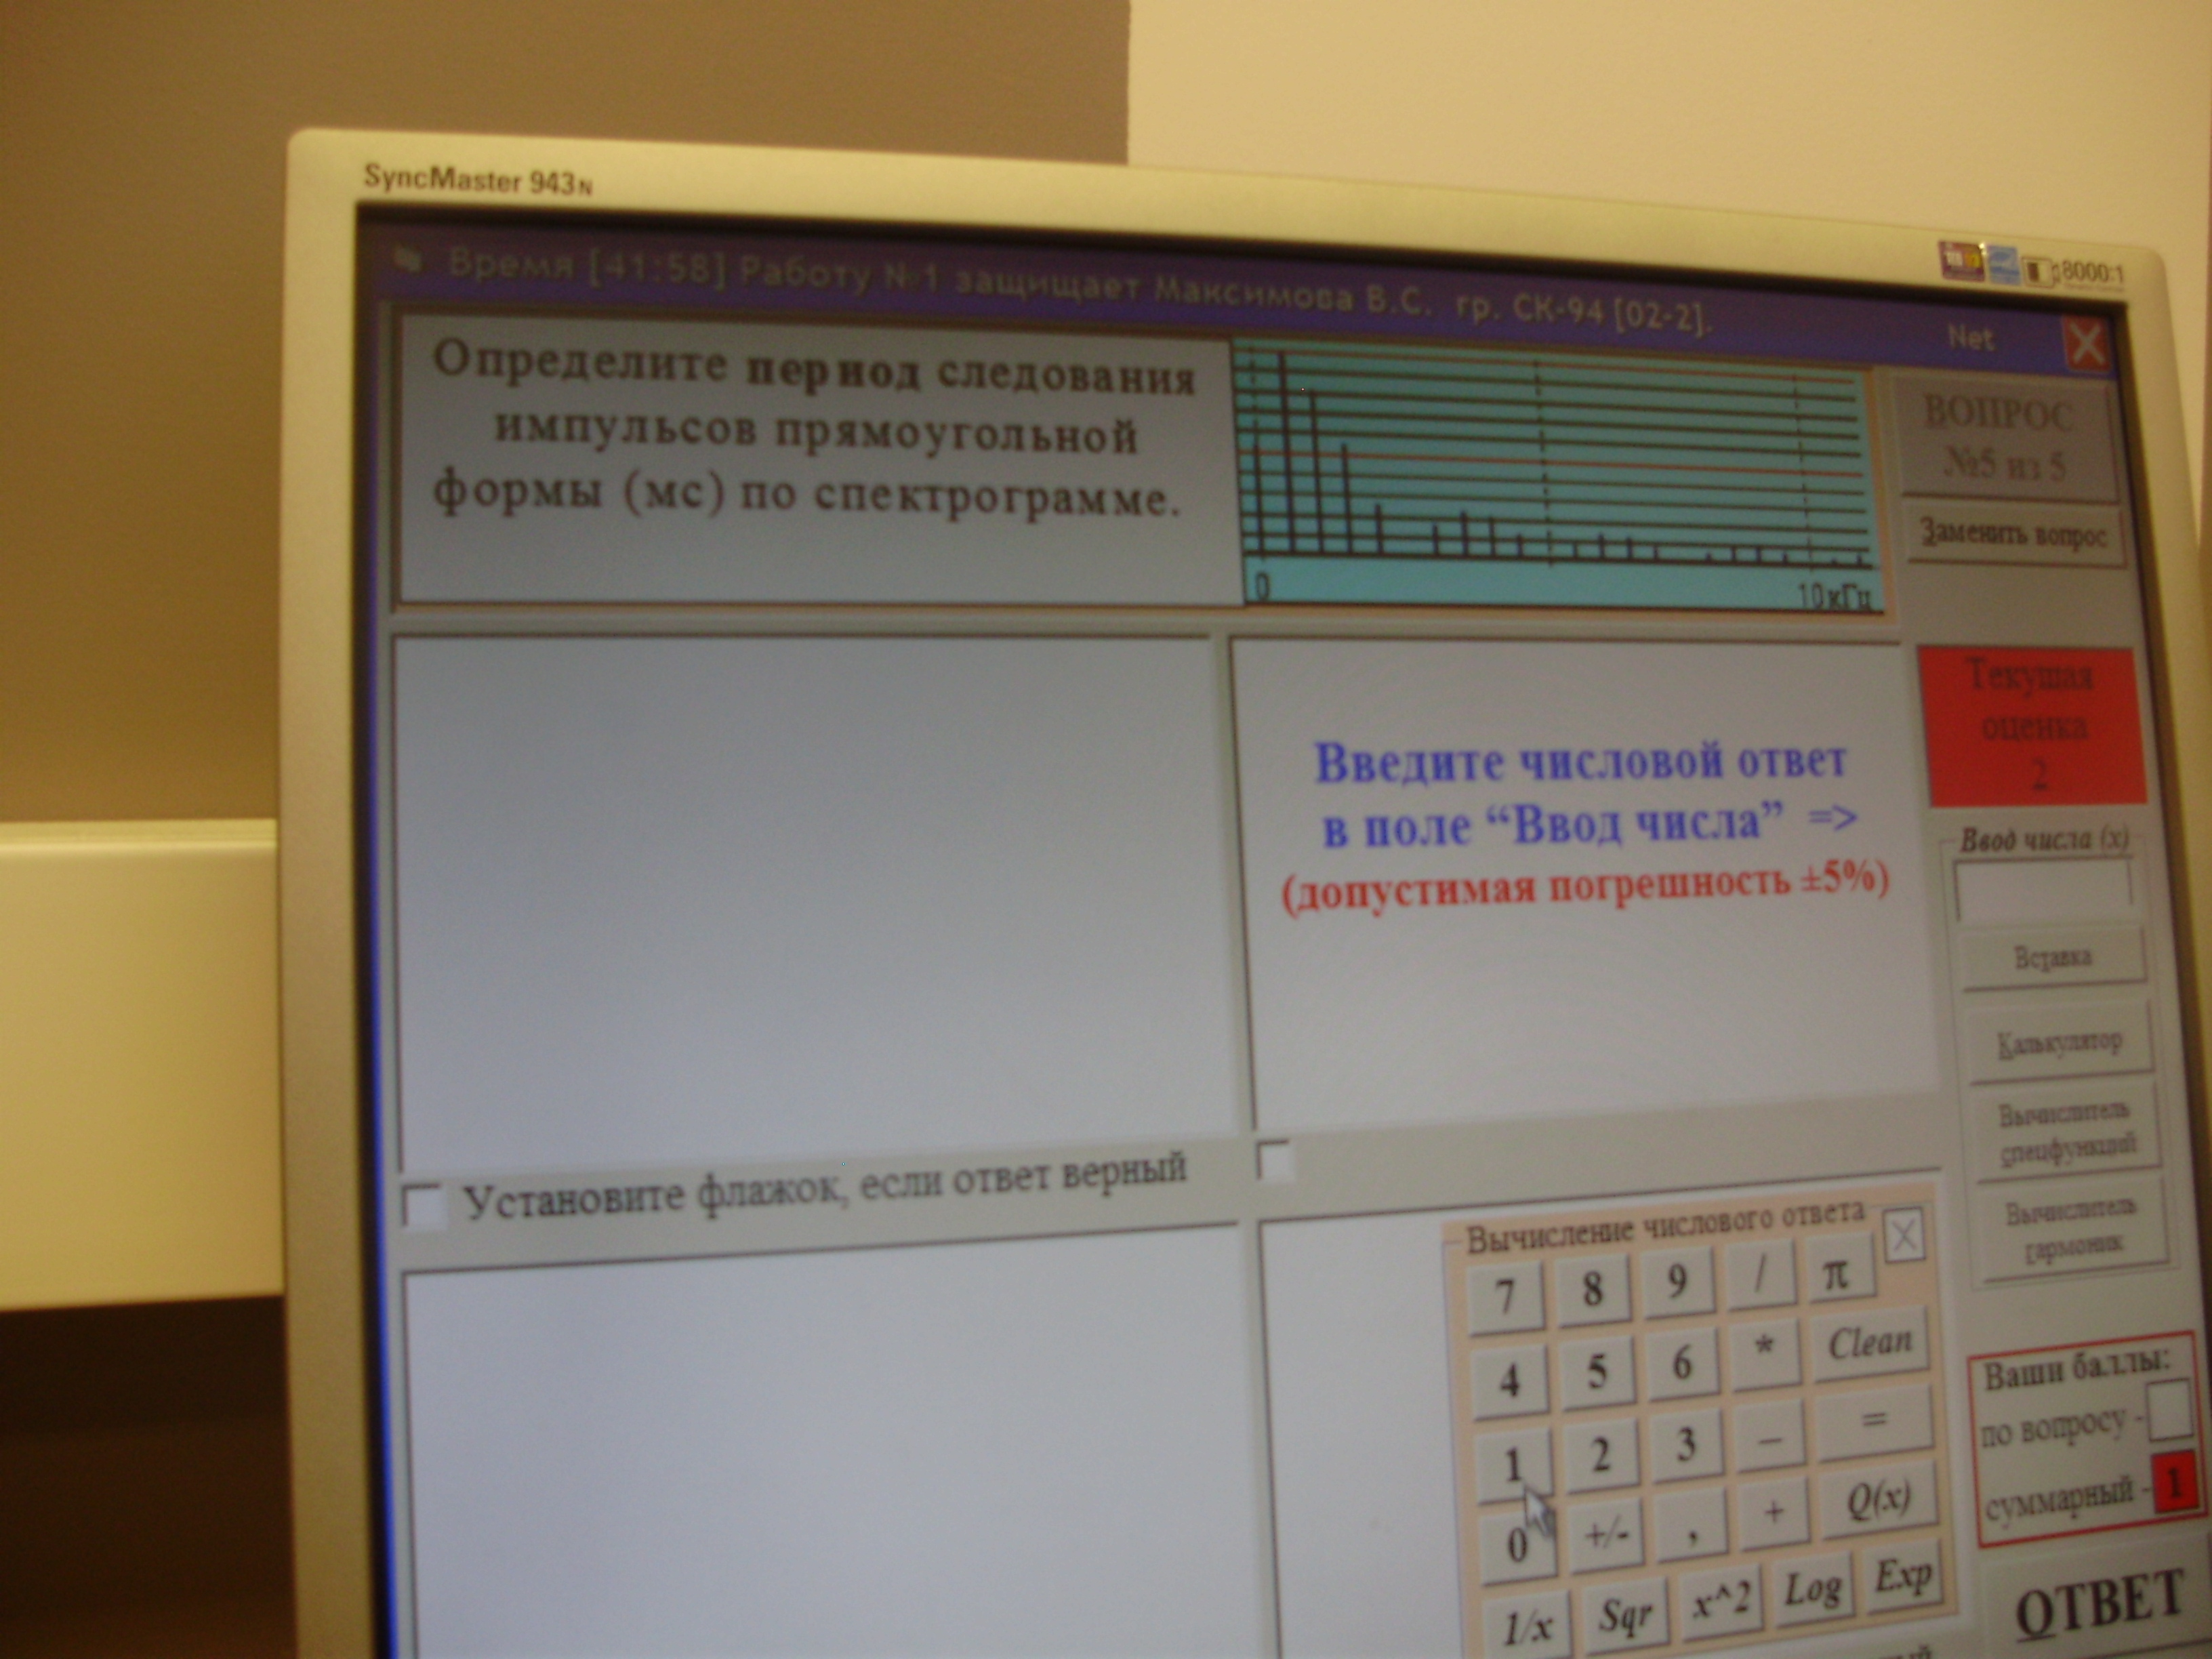 SyncMaster 943N
8000:1
Время [41:58] Работу №1 защищает Максимова В.С. гр. СК-94 [02-2].
Net
Определите период следования
импульсов прямоугольной
формы (мс) по спектрограмме.
0
10кГц
ВОПРОС
№5 из 5
Заменить вопрос
Текущая
оценка
2
Введите числовой ответ
в поле “Ввод числа” =>
(допустимая погрешность ±5%)
Ввод числа (x)
Вставка
Калькулятор
Вычислитель
спецфункций
Вычислитель
гармоник
Установите флажок, если ответ верный
Вычисление числового ответа
7 8 9 / π
4 5 6 * Clean
1 2 3 – =
0 +/- , + Q(x)
1/x Sqr x^2 Log Exp
Ваши баллы:
по вопросу -
суммарный - 1
ОТВЕТ